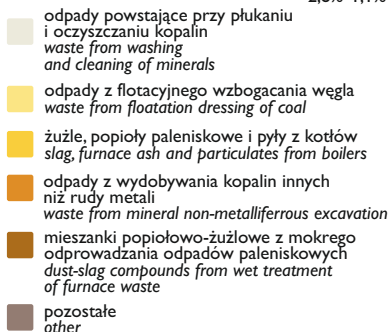 odpady powstające przy płukaniu
i oczyszczaniu kopalin
waste from washing
and cleaning of minerals
odpady z flotacyjnego wzbogacania węgla
waste from floatation dressing of coal
żużle, popioły paleniskowe i pyły z kotłów
slag, furnace ash and particulates from boilers
odpady z wydobywania kopalin innych
niż rudy metali
waste from mineral non-metalliferrous excavation
mieszanki popiołowo-żużlowe z mokrego
odprowadzania odpadów paleniskowych
dust-slag compounds from wet treatment
of furnace waste
pozostałe
other